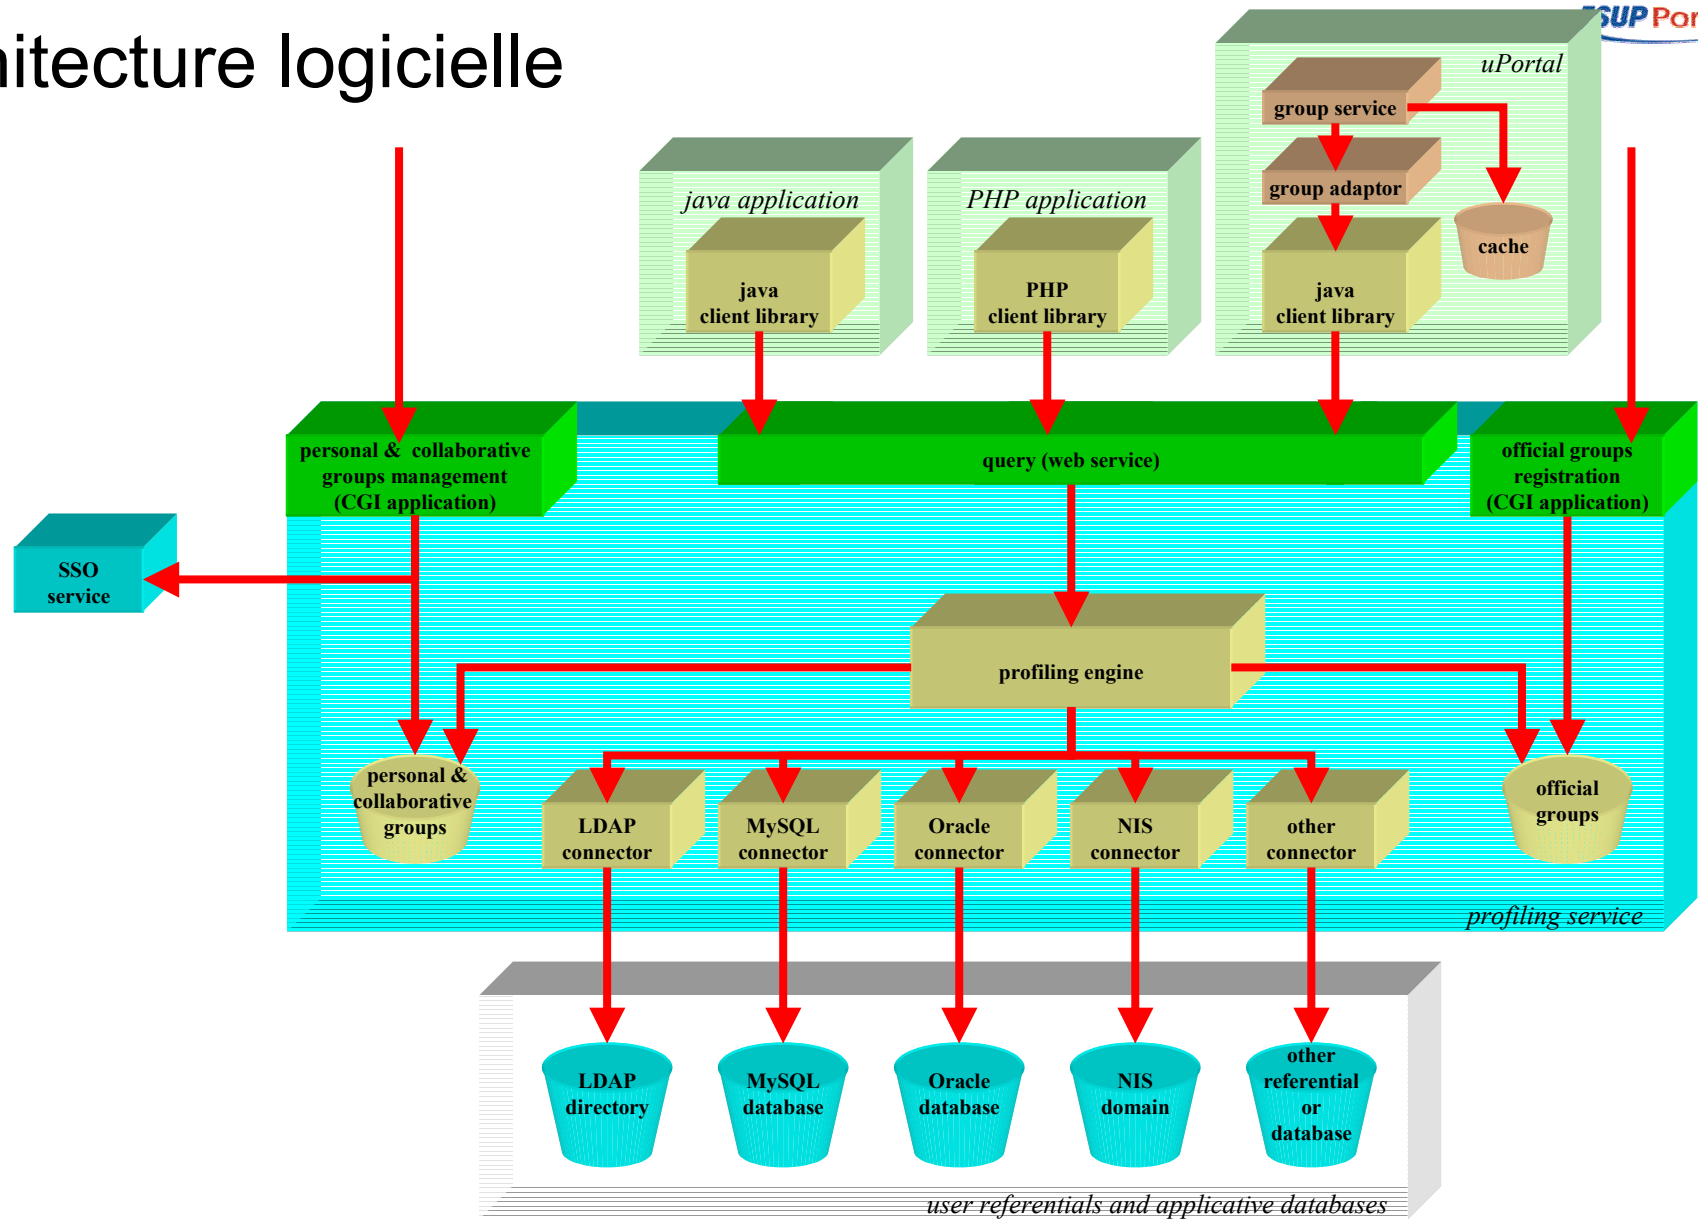 hitecture logicielle
ESUP Por
uPortal
group service
group adaptor
cache
java
client library
java application
java
client library
PHP application
PHP
client library
personal & collaborative
groups management
(CGI application)
query (web service)
official groups
registration
(CGI application)
SSO
service
profiling engine
personal &
collaborative
groups
LDAP
connector
MySQL
connector
Oracle
connector
NIS
connector
other
connector
official
groups
profiling service
LDAP
directory
MySQL
database
Oracle
database
NIS
domain
other
referential
or
database
user referentials and applicative databases